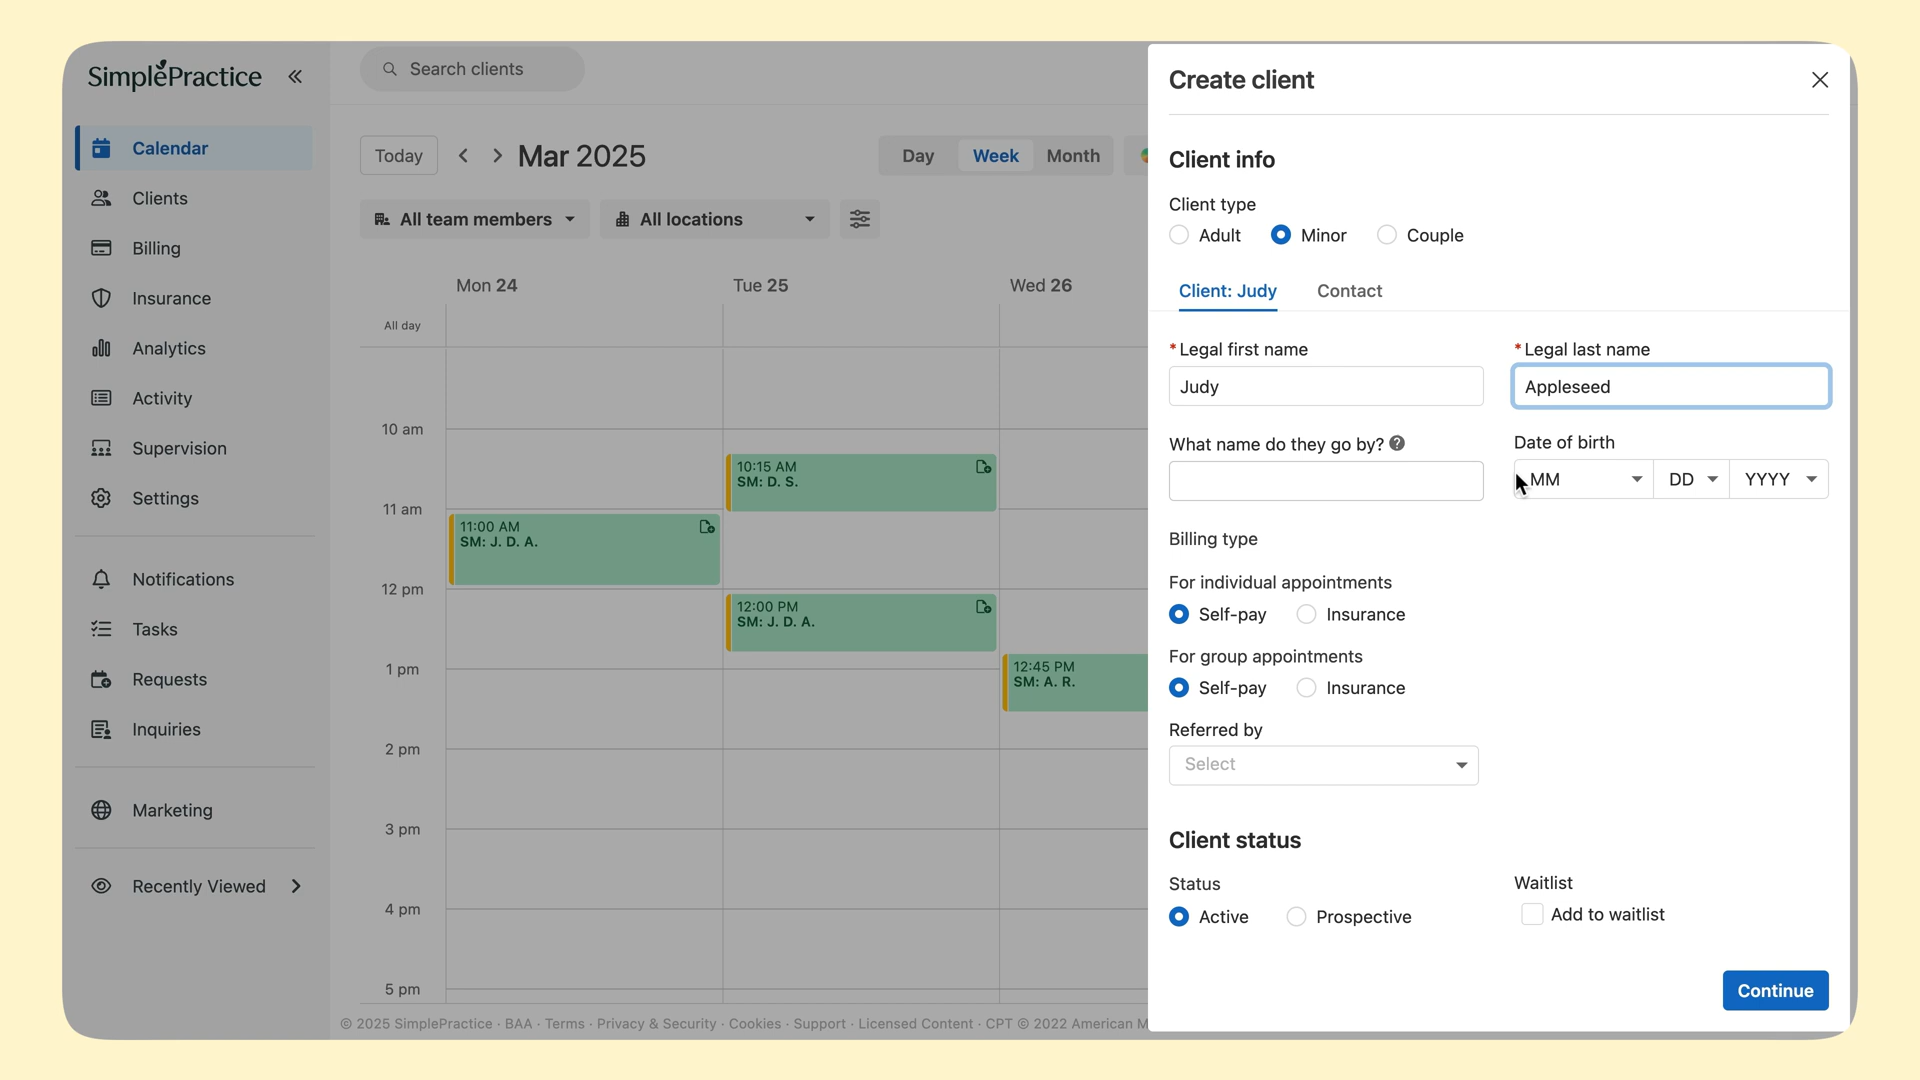 SimplePractice
Calendar
Clients
Billing
Insurance
Analytics
Activity
Supervision
Settings
Notifications
Tasks
Requests
Inquiries
Marketing
Recently Viewed
Search clients
Today
Mar 2025
Day
Week
Month
All team members
All locations
Mon 24
Tue 25
Wed 26
All day
10 am
11 am
12 pm
1 pm
2 pm
3 pm
4 pm
5 pm
11:00 AM
SM: J. D. A.
10:15 AM
SM: D. S.
12:00 PM
SM: J. D. A.
12:45 PM
SM: A. R.
© 2025 SimplePractice · BAA · Terms · Privacy & Security · Cookies · Support · Licensed Content · CPT © 2022 American M
Create client
Client info
Client type
Adult
Minor
Couple
Client: Judy
Contact
* Legal first name
Judy
* Legal last name
Appleseed
What name do they go by?
Date of birth
MM
DD
YYYY
Billing type
For individual appointments
Self-pay
Insurance
For group appointments
Self-pay
Insurance
Referred by
Select
Client status
Status
Active
Prospective
Waitlist
Add to waitlist
Continue